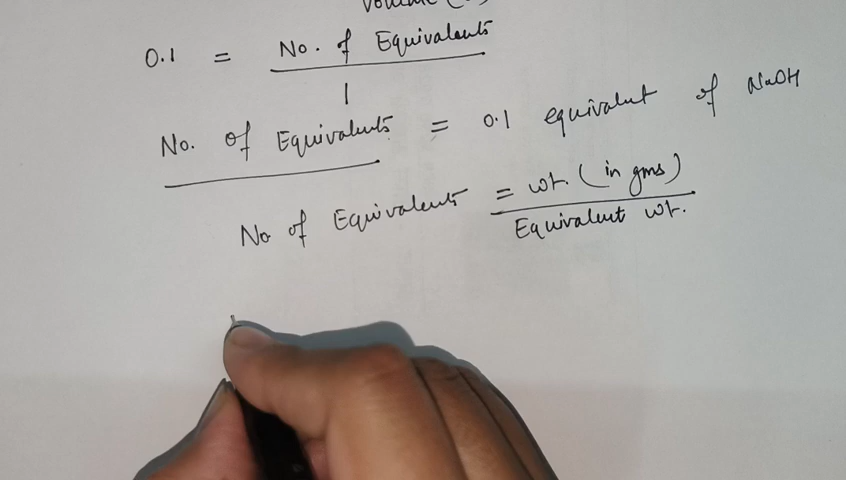 0.1 = No. of Equivalents
1
No. of Equivalents = 0.1 equivalent of NaOH
No of Equivalents = wt. (in gms)
Equivalent wt.